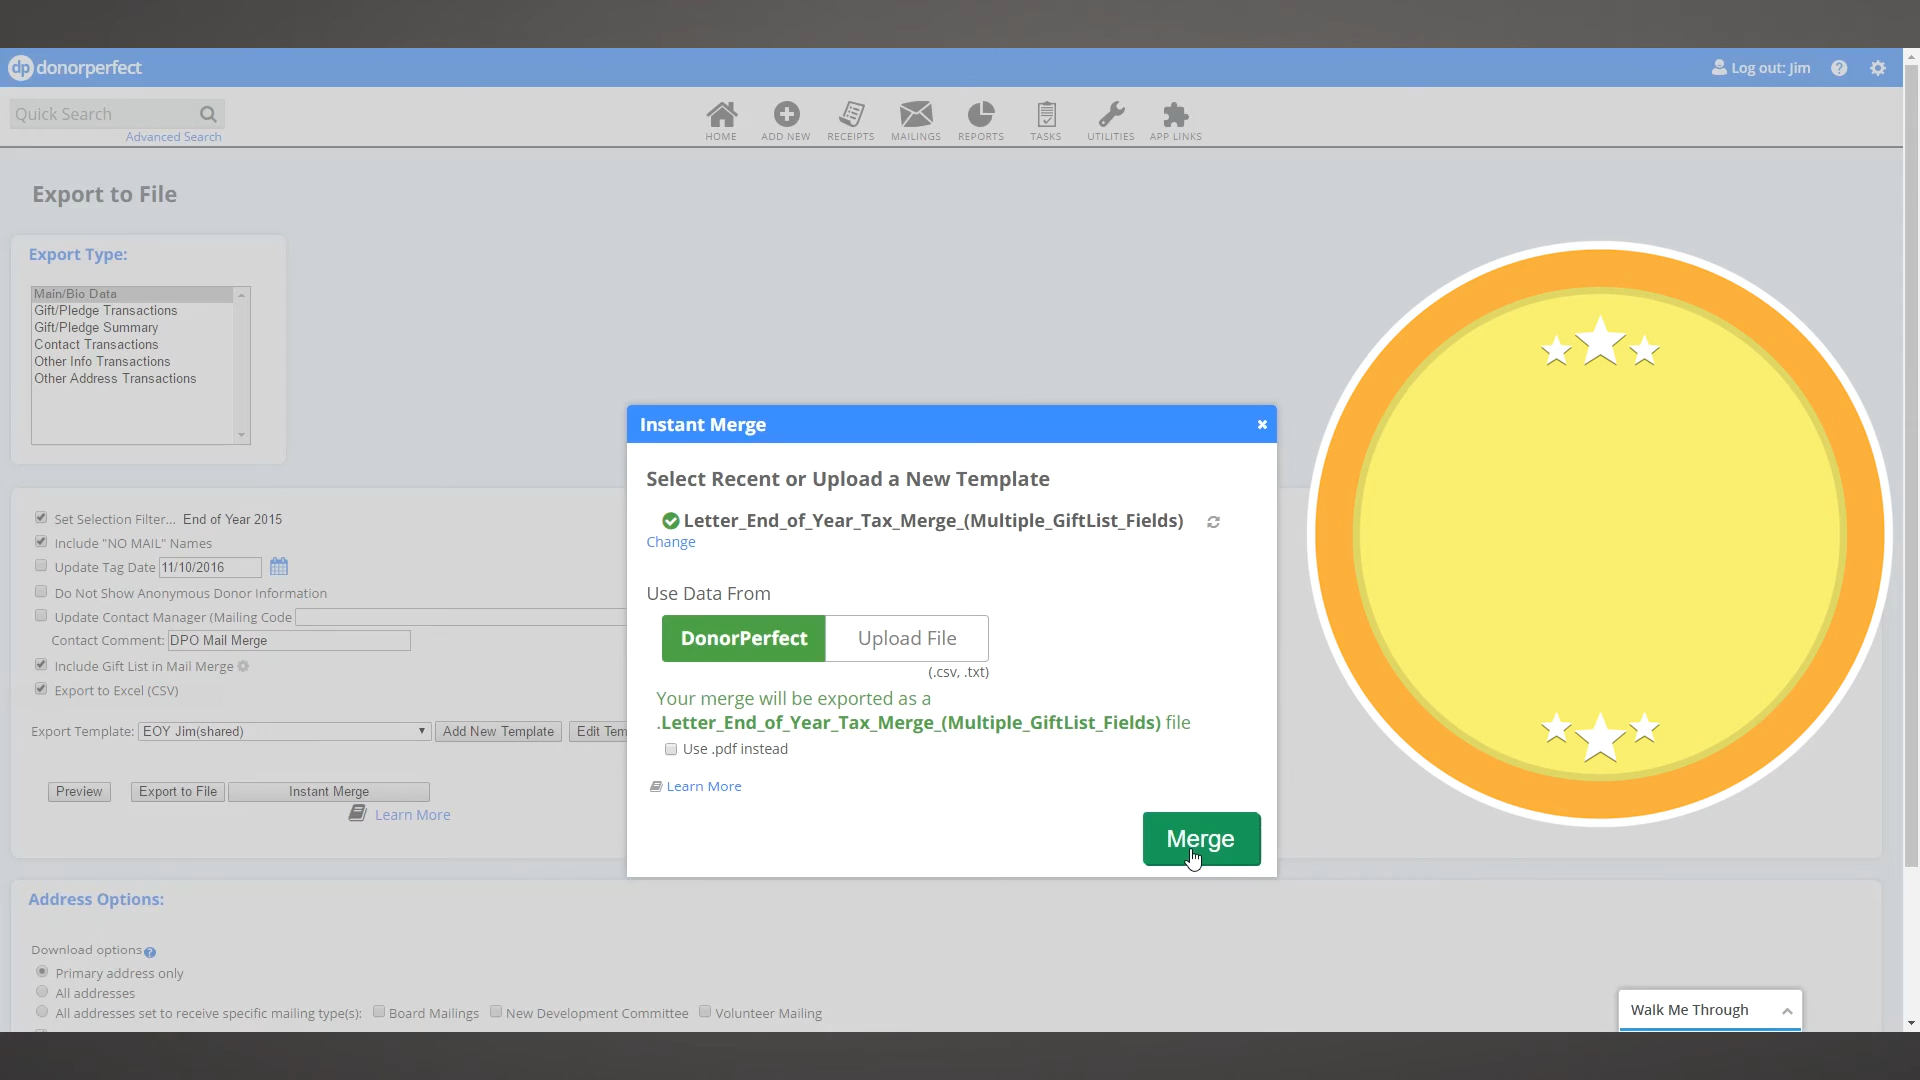 dp donorperfect
Log out: Jim ?
Quick Search
Advanced Search
HOME ADD NEW RECEIPTS MAILINGS REPORTS TASKS UTILITIES APP LINKS
Export to File
Export Type:
Main/Bio Data
Gift/Pledge Transactions
Gift/Pledge Summary
Contact Transactions
Other Info Transactions
Other Address Transactions
Set Selection Filter... End of Year 2015
Include "NO MAIL" Names
Update Tag Date 11/10/2016
Do Not Show Anonymous Donor Information
Update Contact Manager (Mailing Code
Contact Comment: DPO Mail Merge
Include Gift List in Mail Merge
Export to Excel (CSV)
Export Template: EOY Jim(shared) Add New Template Edit Tem
Preview Export to File Instant Merge
Learn More
Instant Merge
Select Recent or Upload a New Template
Letter_End_of_Year_Tax_Merge_(Multiple_GiftList_Fields)
Change
Use Data From
DonorPerfect Upload File
(.csv, .txt)
Your merge will be exported as a
.Letter_End_of_Year_Tax_Merge_(Multiple_GiftList_Fields) file
Use .pdf instead
Learn More
Merge
Address Options:
Download options ?
Primary address only
All addresses
All addresses set to receive specific mailing type(s): Board Mailings New Development Committee Volunteer Mailing
Walk Me Through